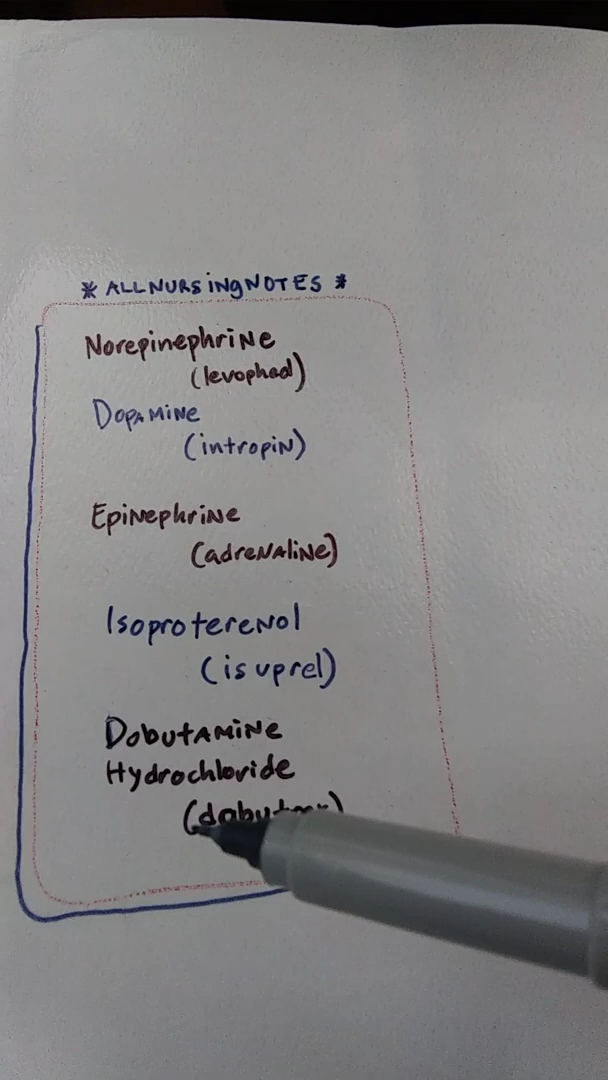 * ALLNURSiNgNOTES *
NorepinephriNe
(levophed)
DopAMiNe
(intropiN)
EpiNephriNe
(adreNAliNe)
IsoprotereNol
(isuprel)
DobutAMiNe
Hydrochloride